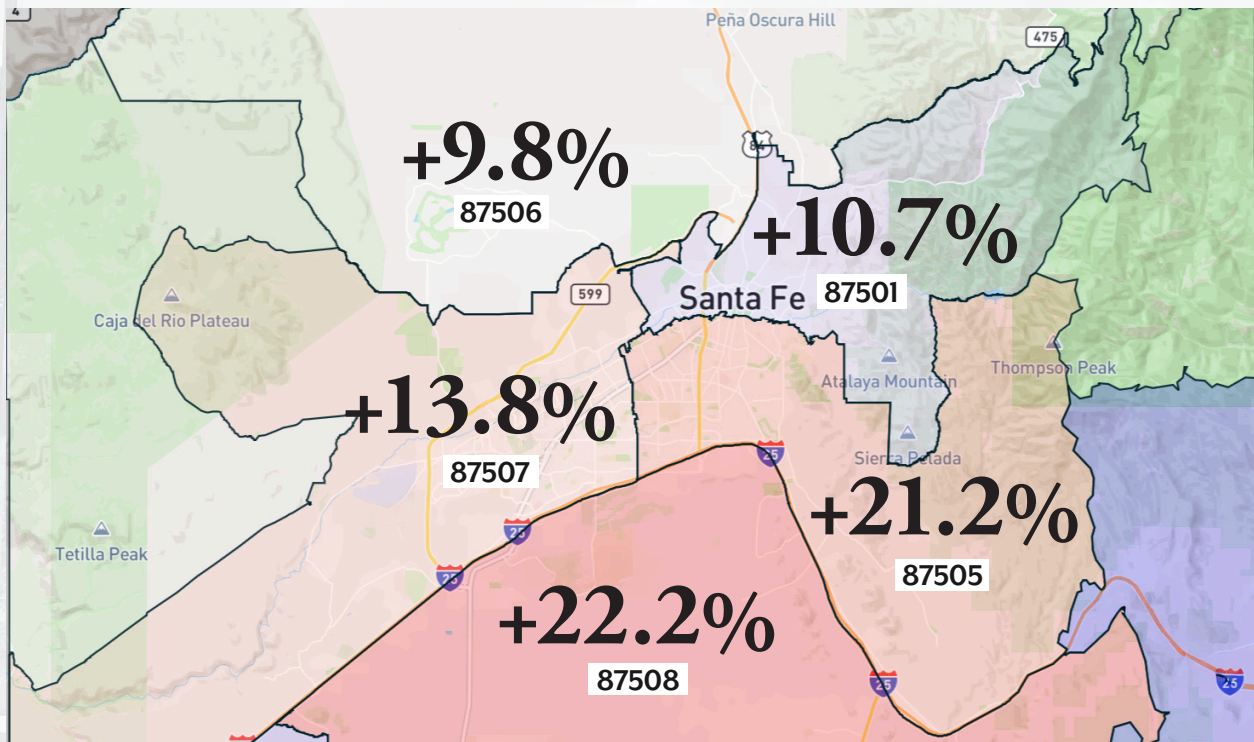 4
Peña Oscura Hill
475
84
+9.8%
87506
+10.7%
87501
Santa Fe
599
Caja del Rio Plateau
Thompson Peak
Atalaya Mountain
+13.8%
87507
Sierra Pelada
25
+21.2%
87505
25
Tetilla Peak
25
+22.2%
87508
25
25